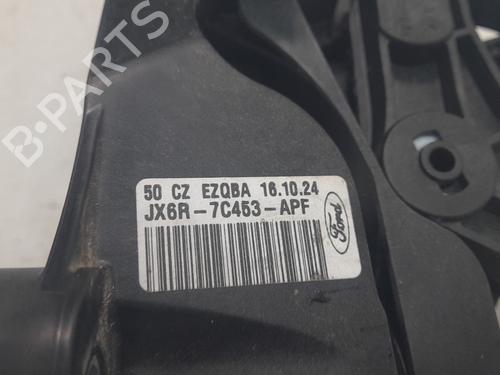 B-PARTS
50 CZ EZQBA 16.10.24
JX6R-7C453-APF
Ford